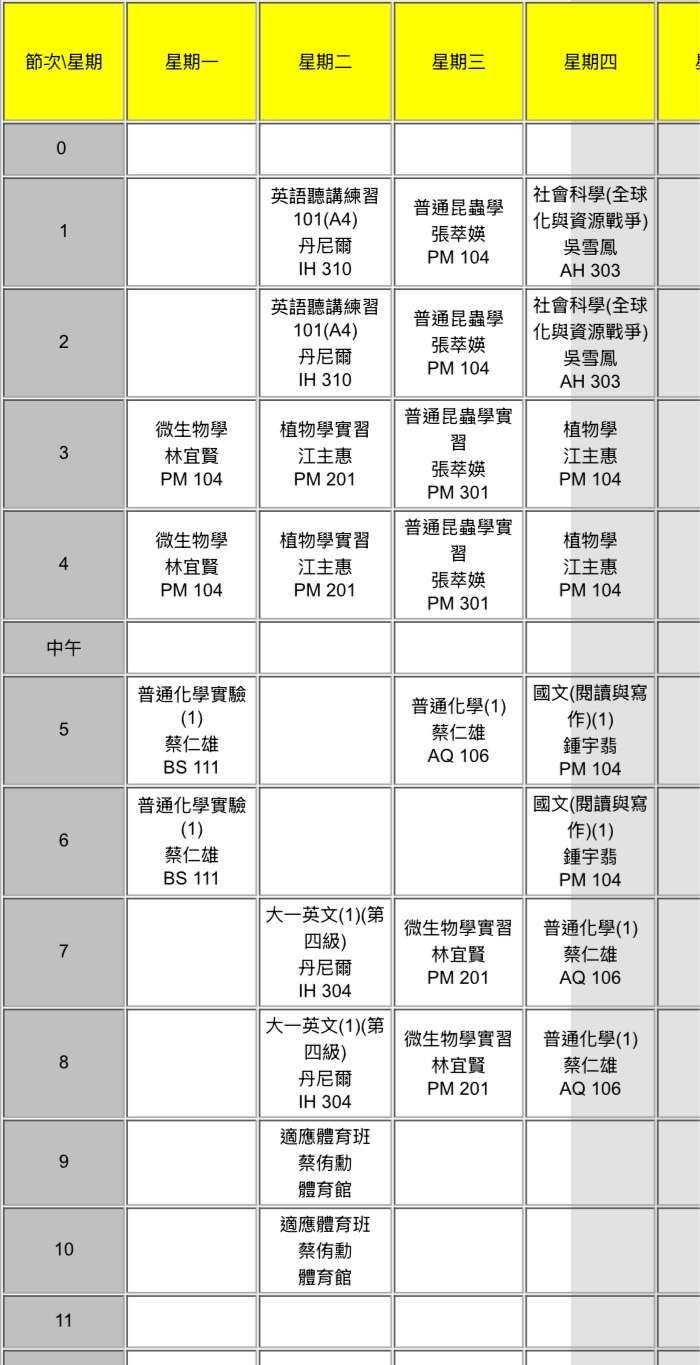 節次\星期 星期一 星期二 星期三 星期四
0
1
英語聽講練習
101(A4)
丹尼爾
IH 310
普通昆蟲學
張萃媖
PM 104
社會科學(全球
化與資源戰爭)
吳雪鳳
AH 303
2
英語聽講練習
101(A4)
丹尼爾
IH 310
普通昆蟲學
張萃媖
PM 104
社會科學(全球
化與資源戰爭)
吳雪鳳
AH 303
3
微生物學
林宜賢
PM 104
植物學實習
江主惠
PM 201
普通昆蟲學實
習
張萃媖
PM 301
植物學
江主惠
PM 104
4
微生物學
林宜賢
PM 104
植物學實習
江主惠
PM 201
普通昆蟲學實
習
張萃媖
PM 301
植物學
江主惠
PM 104
中午
5
普通化學實驗
(1)
蔡仁雄
BS 111
普通化學(1)
蔡仁雄
AQ 106
國文(閱讀與寫
作)(1)
鍾宇翡
PM 104
6
普通化學實驗
(1)
蔡仁雄
BS 111
國文(閱讀與寫
作)(1)
鍾宇翡
PM 104
7
大一英文(1)(第
四級)
丹尼爾
IH 304
微生物學實習
林宜賢
PM 201
普通化學(1)
蔡仁雄
AQ 106
8
大一英文(1)(第
四級)
丹尼爾
IH 304
微生物學實習
林宜賢
PM 201
普通化學(1)
蔡仁雄
AQ 106
9
適應體育班
蔡侑勳
體育館
10
適應體育班
蔡侑勳
體育館
11